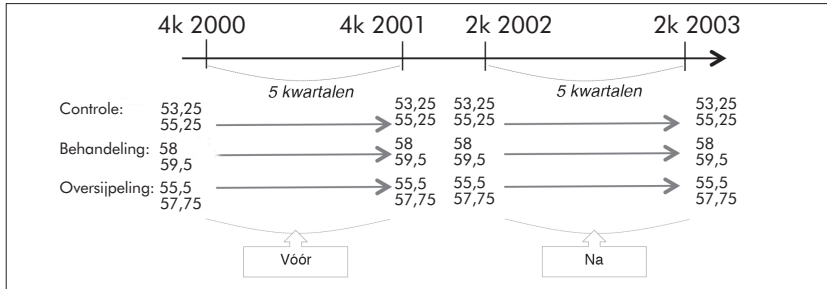 4k 2000 4k 2001 2k 2002 2k 2003
5 kwartalen 5 kwartalen
Controle: 53,25 53,25 53,25 53,25
55,25 55,25 55,25 55,25
Behandeling: 58 58 58 58
59,5 59,5 59,5 59,5
Oversijpeling: 55,5 55,5 55,5 55,5
57,75 57,75 57,75 57,75
Vóór Na